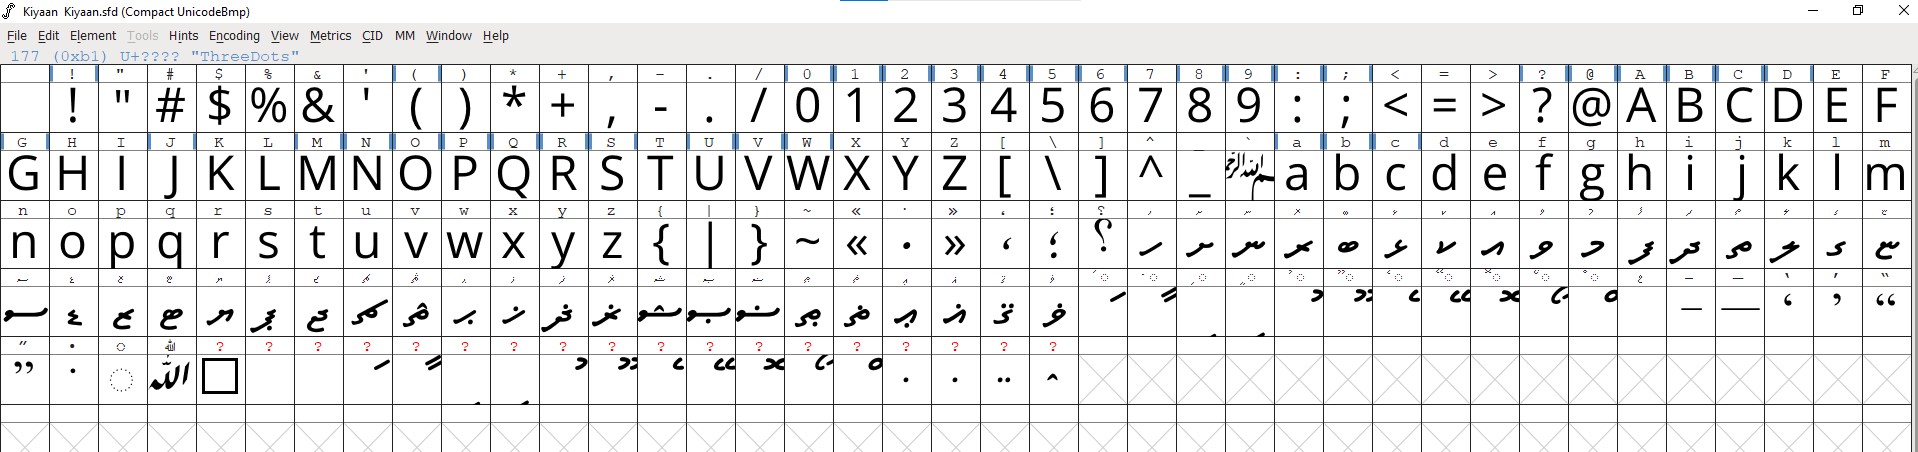 Kiyaan Kiyaan.sfd (Compact UnicodeBmp)
File Edit Element Tools Hints Encoding View Metrics CID MM Window Help
177 (0xb1) U+???? "ThreeDots"
! " # $ % & ' ( ) * + , - . / 0 1 2 3 4 5 6 7 8 9 : ; < = > ? @ A B C D E F
! " # $ % & ' ( ) * + , - . / 0 1 2 3 4 5 6 7 8 9 : ; < = > ? @ A B C D E F
G H I J K L M N O P Q R S T U V W X Y Z [ \ ] ^ _ ` a b c d e f g h i j k l m
G H I J K L M N O P Q R S T U V W X Y Z [ \ ] ^ _ a b c d e f g h i j k l m
n o p q r s t u v w x y z { | } ~ « · » ، ؛ ؟ ހ ށ ނ ރ ބ ޅ ކ އ ވ މ ފ ދ ތ ލ ގ ޏ
n o p q r s t u v w x y z { | } ~ « · » ، ؛ ؟ ހ ށ ނ ރ ބ ޅ ކ އ ވ މ ފ ދ ތ ލ ގ ޏ
ސ ޑ ޒ ޓ ޔ ޕ ޖ ޗ ޘ ޙ ޚ ޛ ޜ ޝ ޞ ޟ ޠ ޡ ޢ ޣ ޤ ޥ – — ‘ ’ “
” • ◌ ﷲ ? ? ? ? ? ? ? ? ? ? ? ? ? ? ? ? ? ?
” • ◌ ﷲ